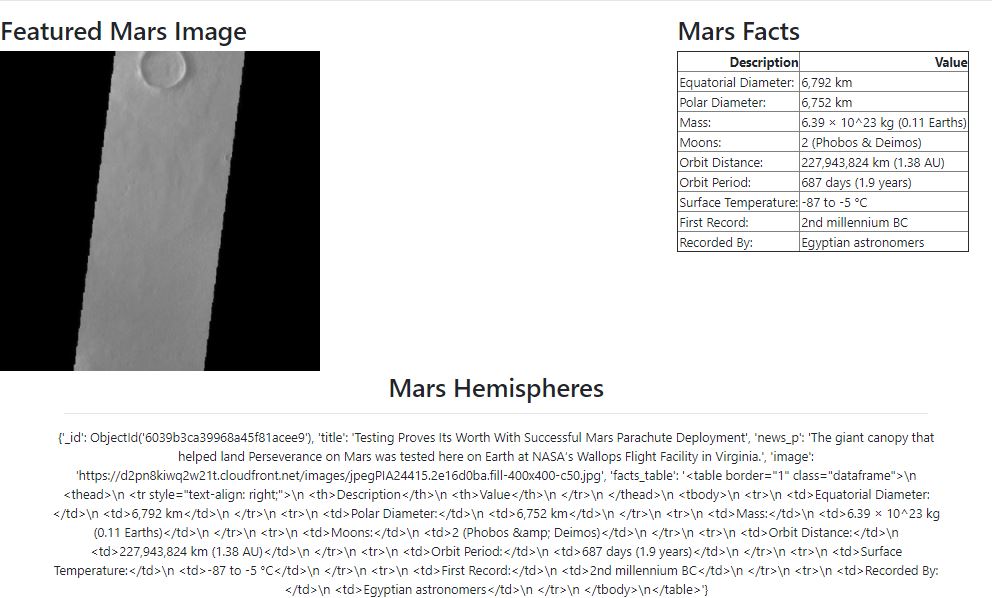 Featured Mars Image
Mars Facts
Description Value
Equatorial Diameter: 6,792 km
Polar Diameter: 6,752 km
Mass: 6.39 × 10^23 kg (0.11 Earths)
Moons: 2 (Phobos & Deimos)
Orbit Distance: 227,943,824 km (1.38 AU)
Orbit Period: 687 days (1.9 years)
Surface Temperature: -87 to -5 °C
First Record: 2nd millennium BC
Recorded By: Egyptian astronomers
Mars Hemispheres
{'_id': ObjectId('6039b3ca39968a45f81acee9'), 'title': 'Testing Proves Its Worth With Successful Mars Parachute Deployment', 'news_p': 'The giant canopy that
helped land Perseverance on Mars was tested here on Earth at NASA's Wallops Flight Facility in Virginia.', 'image':
'https://d2pn8kiwq2w21t.cloudfront.net/images/jpegPIA24415.2e16d0ba.fill-400x400-c50.jpg', 'facts_table': '<table border="1" class="dataframe">\n
<thead>\n <tr style="text-align: right;">\n <th>Description</th>\n <th>Value</th>\n </tr>\n </thead>\n <tbody>\n <tr>\n <td>Equatorial Diameter:
</td>\n <td>6,792 km</td>\n </tr>\n <tr>\n <td>Polar Diameter:</td>\n <td>6,752 km</td>\n </tr>\n <tr>\n <td>Mass:</td>\n <td>6.39 × 10^23 kg
(0.11 Earths)</td>\n </tr>\n <tr>\n <td>Moons:</td>\n <td>2 (Phobos &amp; Deimos)</td>\n </tr>\n <tr>\n <td>Orbit Distance:</td>\n
<td>227,943,824 km (1.38 AU)</td>\n </tr>\n <tr>\n <td>Orbit Period:</td>\n <td>687 days (1.9 years)</td>\n </tr>\n <tr>\n <td>Surface
Temperature:</td>\n <td>-87 to -5 °C</td>\n </tr>\n <tr>\n <td>First Record:</td>\n <td>2nd millennium BC</td>\n </tr>\n <tr>\n <td>Recorded By:
</td>\n <td>Egyptian astronomers</td>\n </tr>\n </tbody>\n</table>'}